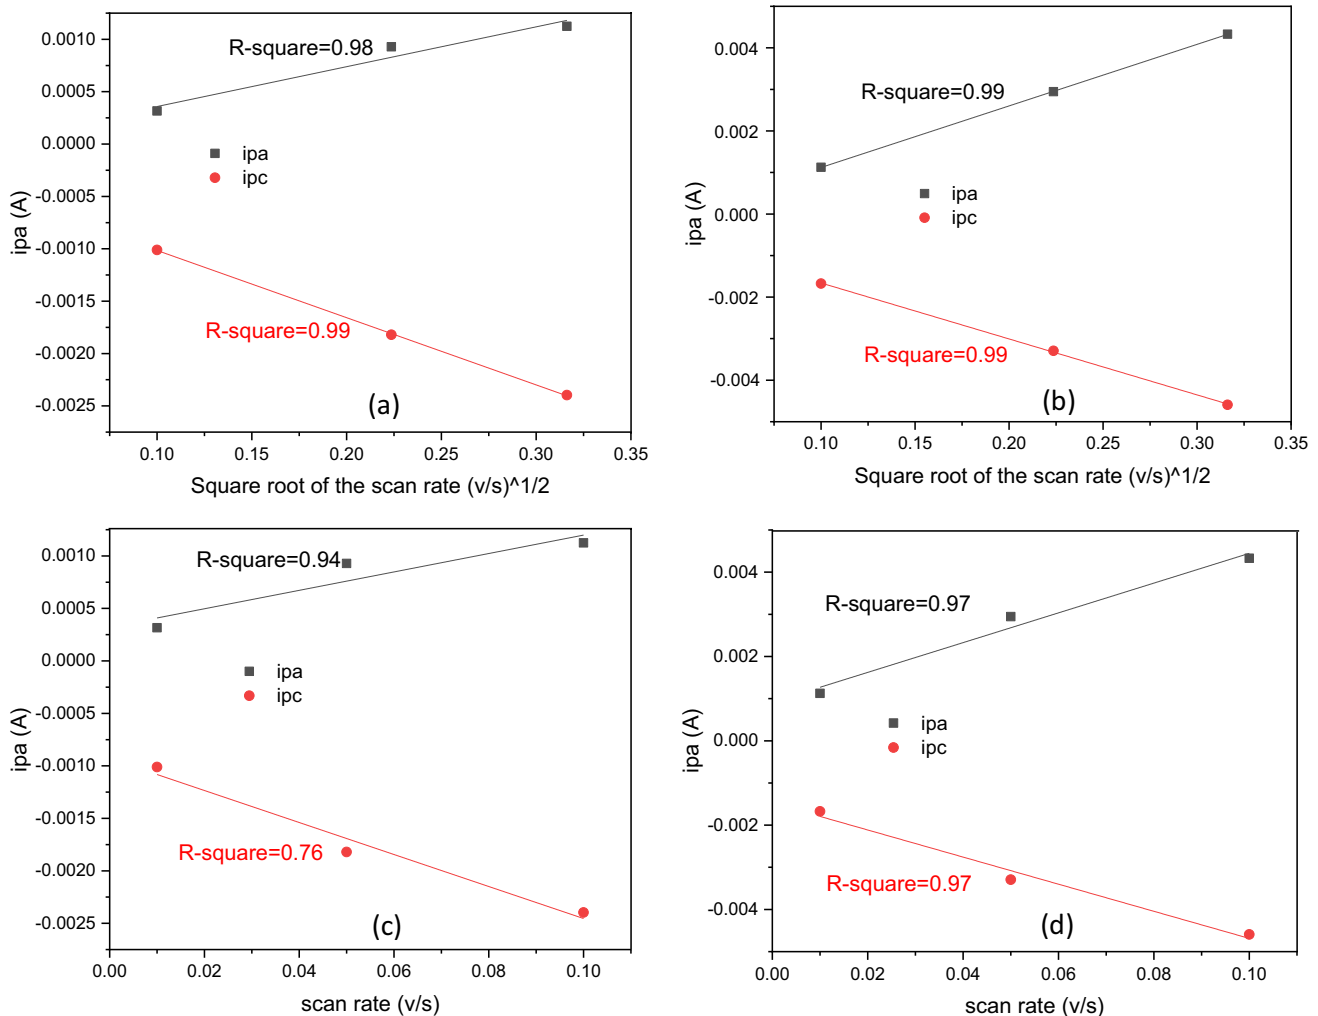 0.0010
0.0005
0.0000
-0.0005
-0.0010
-0.0015
-0.0020
-0.0025
ipa (A)
R-square=0.98
ipa
ipc
R-square=0.99
(a)
0.10 0.15 0.20 0.25 0.30 0.35
Square root of the scan rate (v/s)^1/2
0.004
0.002
0.000
-0.002
-0.004
ipa (A)
R-square=0.99
ipa
ipc
R-square=0.99
(b)
0.10 0.15 0.20 0.25 0.30 0.35
Square root of the scan rate (v/s)^1/2
0.0010
0.0005
0.0000
-0.0005
-0.0010
-0.0015
-0.0020
-0.0025
ipa (A)
R-square=0.94
ipa
ipc
R-square=0.76
(c)
0.00 0.02 0.04 0.06 0.08 0.10
scan rate (v/s)
0.004
0.002
0.000
-0.002
-0.004
ipa (A)
R-square=0.97
ipa
ipc
R-square=0.97
(d)
0.00 0.02 0.04 0.06 0.08 0.10
scan rate (v/s)